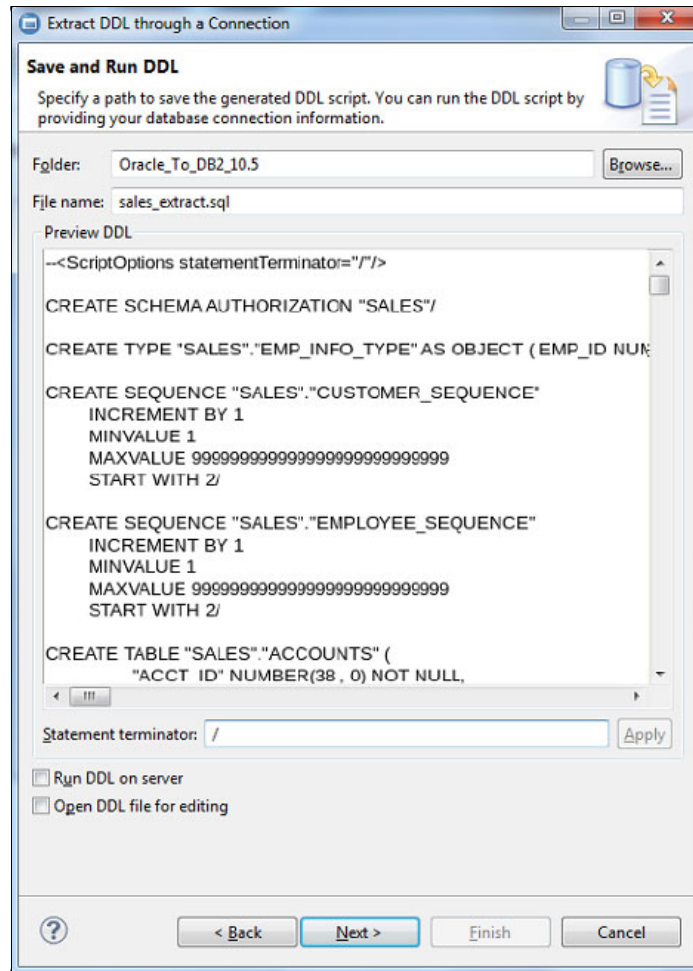 Extract DDL through a Connection
Save and Run DDL
Specify a path to save the generated DDL script. You can run the DDL script by
providing your database connection information.
Folder: Oracle_To_DB2_10.5 Browse...
File name: sales_extract.sql
Preview DDL
--<ScriptOptions statementTerminator="/"/>
CREATE SCHEMA AUTHORIZATION "SALES"/
CREATE TYPE "SALES"."EMP_INFO_TYPE" AS OBJECT ( EMP_ID NUM
CREATE SEQUENCE "SALES"."CUSTOMER_SEQUENCE"
INCREMENT BY 1
MINVALUE 1
MAXVALUE 9999999999999999999999999999
START WITH 2/
CREATE SEQUENCE "SALES"."EMPLOYEE_SEQUENCE"
INCREMENT BY 1
MINVALUE 1
MAXVALUE 9999999999999999999999999999
START WITH 2/
CREATE TABLE "SALES"."ACCOUNTS" (
"ACCT_ID" NUMBER(38 , 0) NOT NULL,
Statement terminator: / Apply
Run DDL on server
Open DDL file for editing
? < Back Next > Finish Cancel